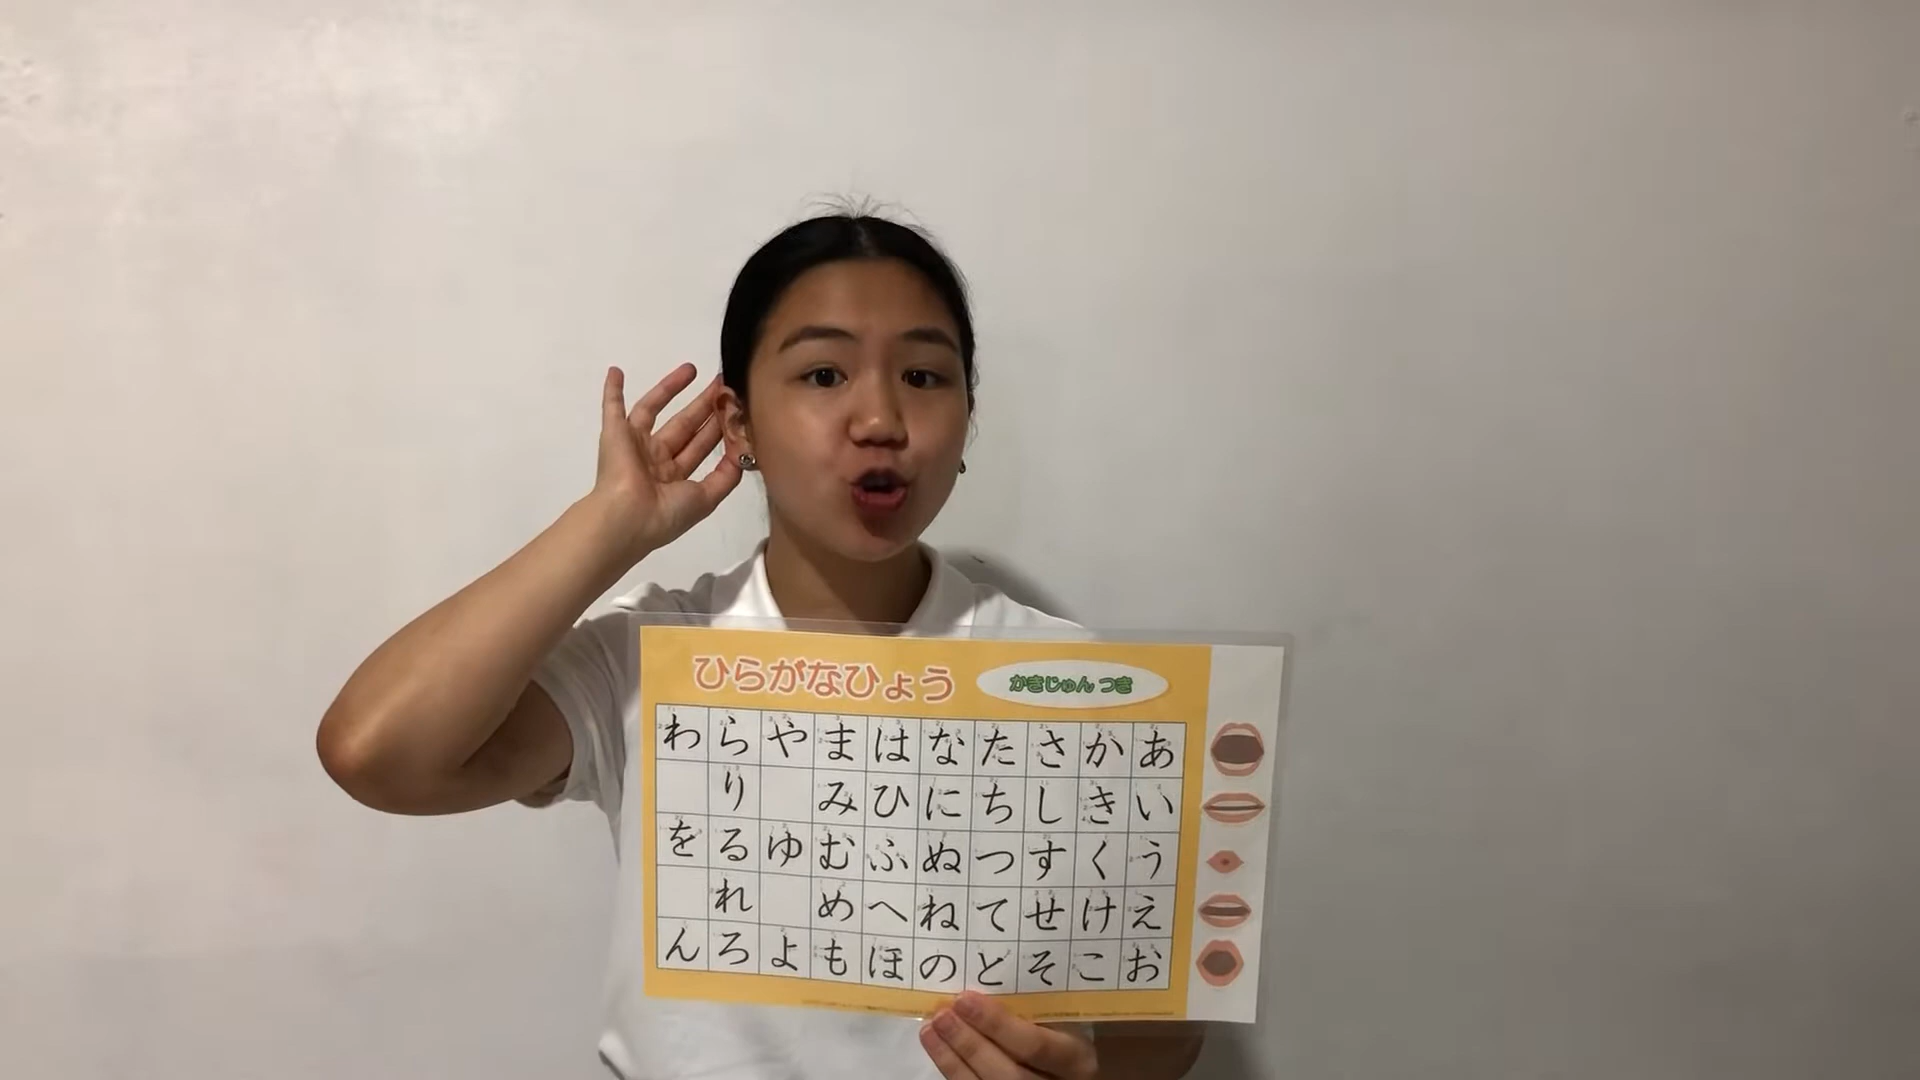 ひらがなひょう
かきじゅん つき
わ ら や ま は な た さ か あ
り み ひ に ち し き い
を る ゆ む ふ ぬ つ す く う
れ め へ ね て せ け え
ん ろ よ も ほ の と そ こ お